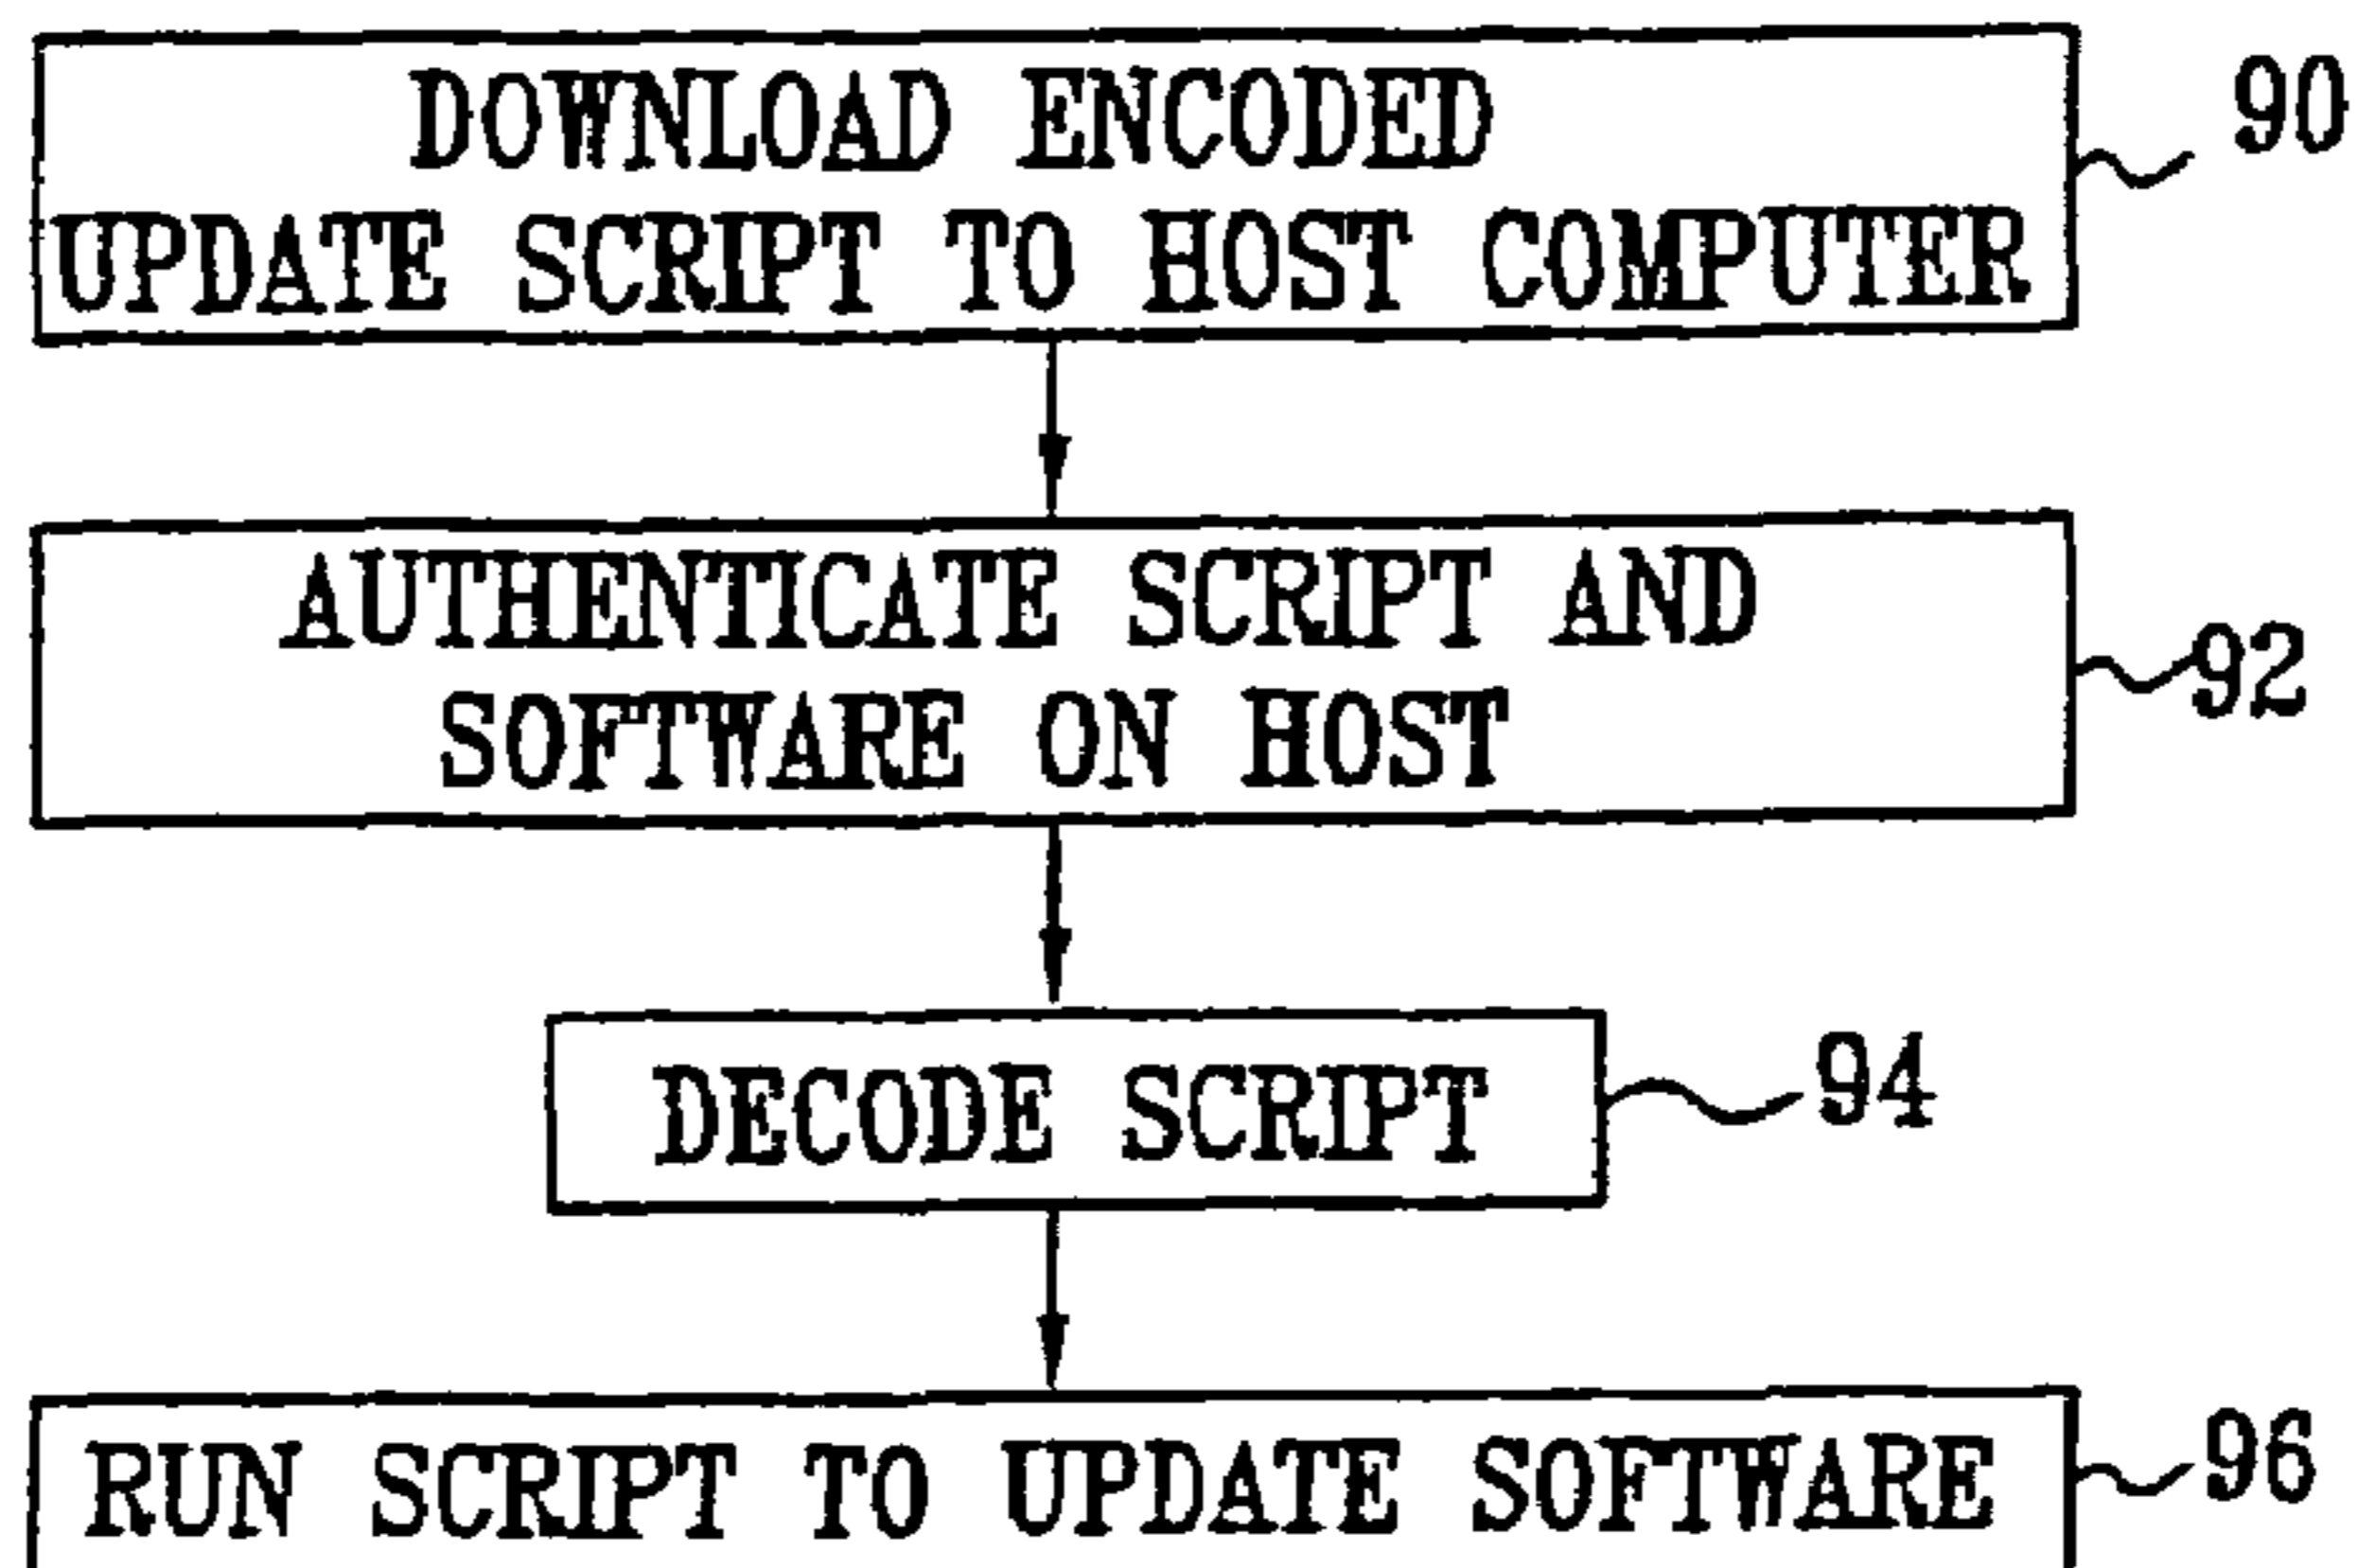 DOWNLOAD ENCODED
UPDATE SCRIPT TO HOST COMPUTER
90
AUTHENTICATE SCRIPT AND
SOFTWARE ON HOST
92
DECODE SCRIPT
94
RUN SCRIPT TO UPDATE SOFTWARE
96